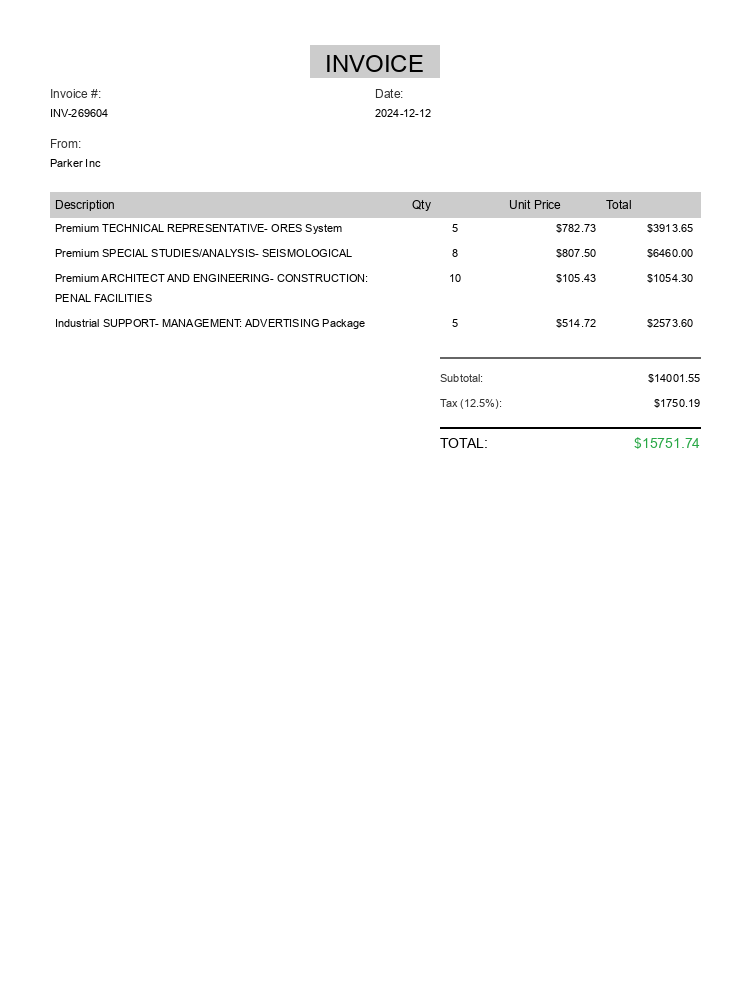 INVOICE
Invoice #: Date:
INV-269604 2024-12-12
From:
Parker Inc
Description Qty Unit Price Total
Premium TECHNICAL REPRESENTATIVE- ORES System 5 $782.73 $3913.65
Premium SPECIAL STUDIES/ANALYSIS- SEISMOLOGICAL 8 $807.50 $6460.00
Premium ARCHITECT AND ENGINEERING- CONSTRUCTION: 10 $105.43 $1054.30
PENAL FACILITIES
Industrial SUPPORT- MANAGEMENT: ADVERTISING Package 5 $514.72 $2573.60
Subtotal: $14001.55
Tax (12.5%): $1750.19
TOTAL: $15751.74